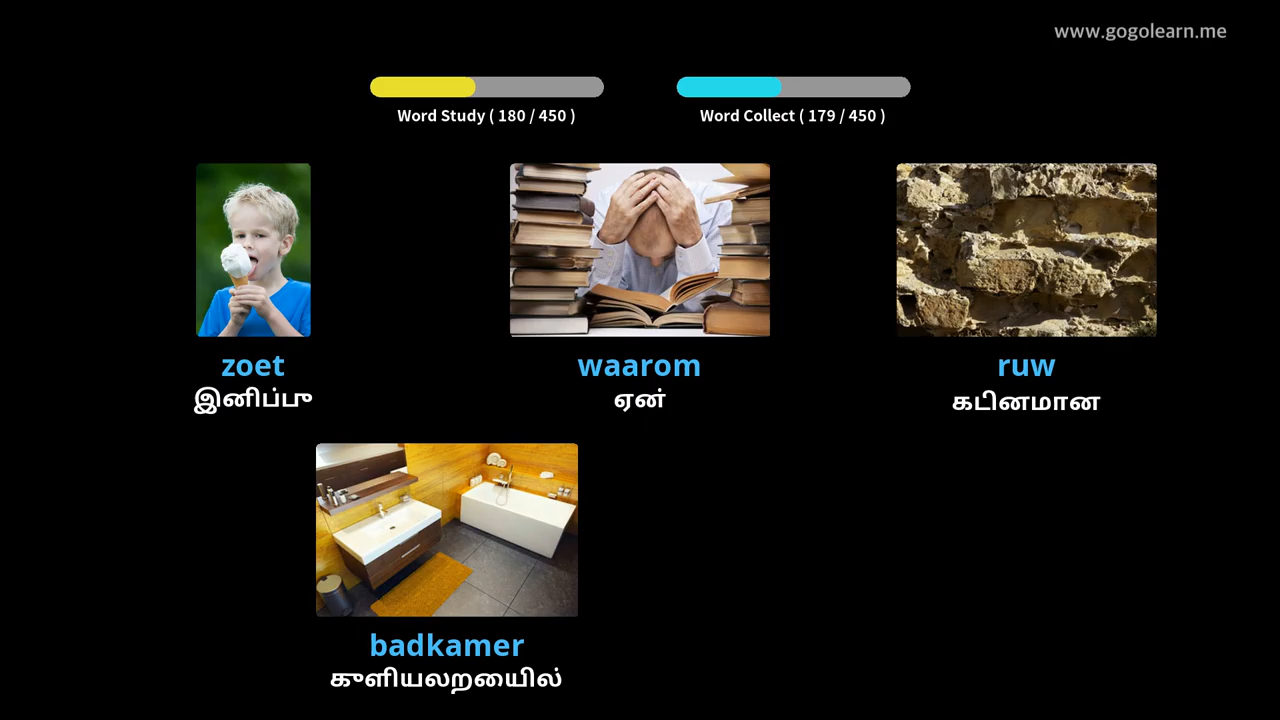 www.gogolearn.me
Word Study ( 180 / 450 )
Word Collect ( 179 / 450 )
zoet
waarom
ruw
இனிப்பு
ஏன்
கடினமான
badkamer
குளியலறையில்